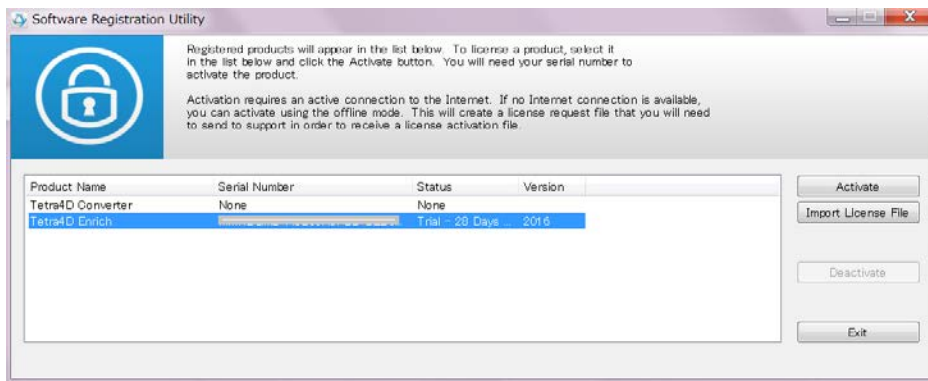 Software Registration Utility
Registered products will appear in the list below. To license a product, select it
in the list below and click the Activate button. You will need your serial number to
activate the product.
Activation requires an active connection to the Internet. If no Internet connection is available,
you can activate using the offline mode. This will create a license request file that you will need
to send to support in order to receive a license activation file.
Product Name Serial Number Status Version
Tetra4D Converter None None
Tetra4D Enrich Trial - 28 Days ... 2016
Activate
Import License File
Deactivate
Exit